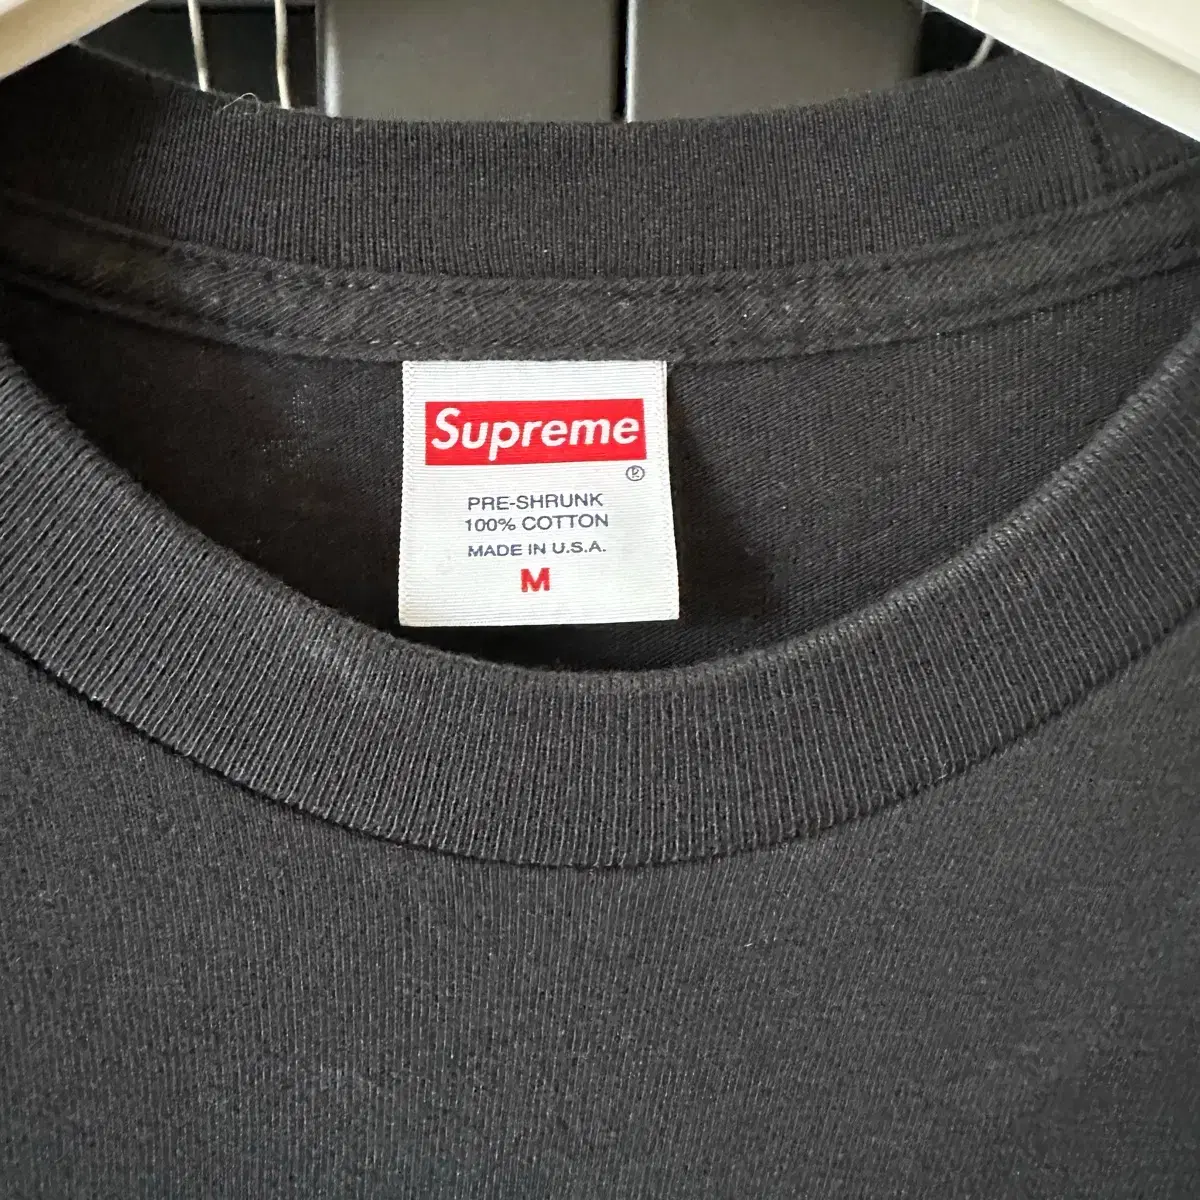 Supreme
®
PRE-SHRUNK
100% COTTON
MADE IN U.S.A.
M